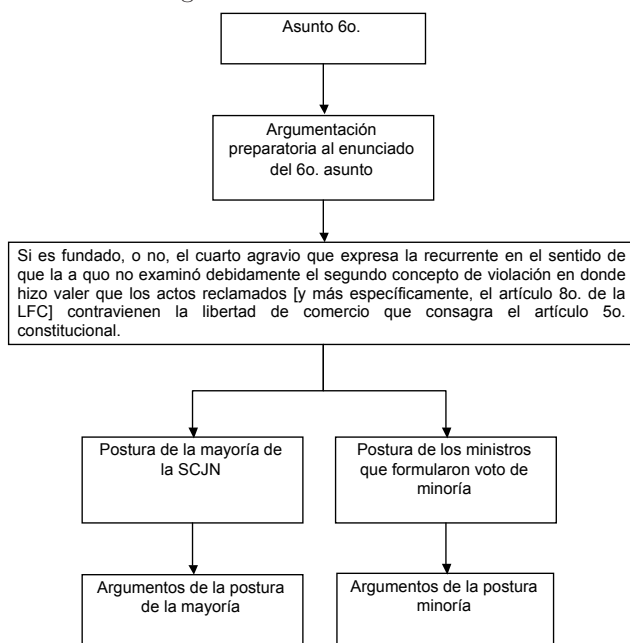 Asunto 6o.
Argumentación
preparatoria al enunciado
del 6o. asunto
Si es fundado, o no, el cuarto agravio que expresa la recurrente en el sentido de
que la a quo no examinó debidamente el segundo concepto de violación en donde
hizo valer que los actos reclamados [y más específicamente, el artículo 8o. de la
LFC] contravienen la libertad de comercio que consagra el artículo 5o.
constitucional.
Postura de la mayoría de
la SCJN
Postura de los ministros
que formularon voto de
minoría
Argumentos de la postura
de la mayoría
Argumentos de la postura
minoría